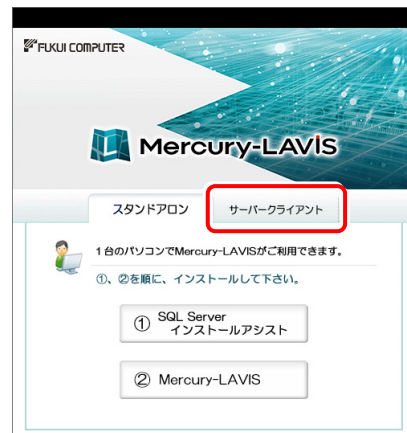 FUKUI COMPUTER
Mercury-LAVIS
スタンドアロン
サーバークライアント
1台のパソコンでMercury-LAVISがご利用できます。
①、②を順に、インストールして下さい。
① SQL Server
インストールアシスト
② Mercury-LAVIS